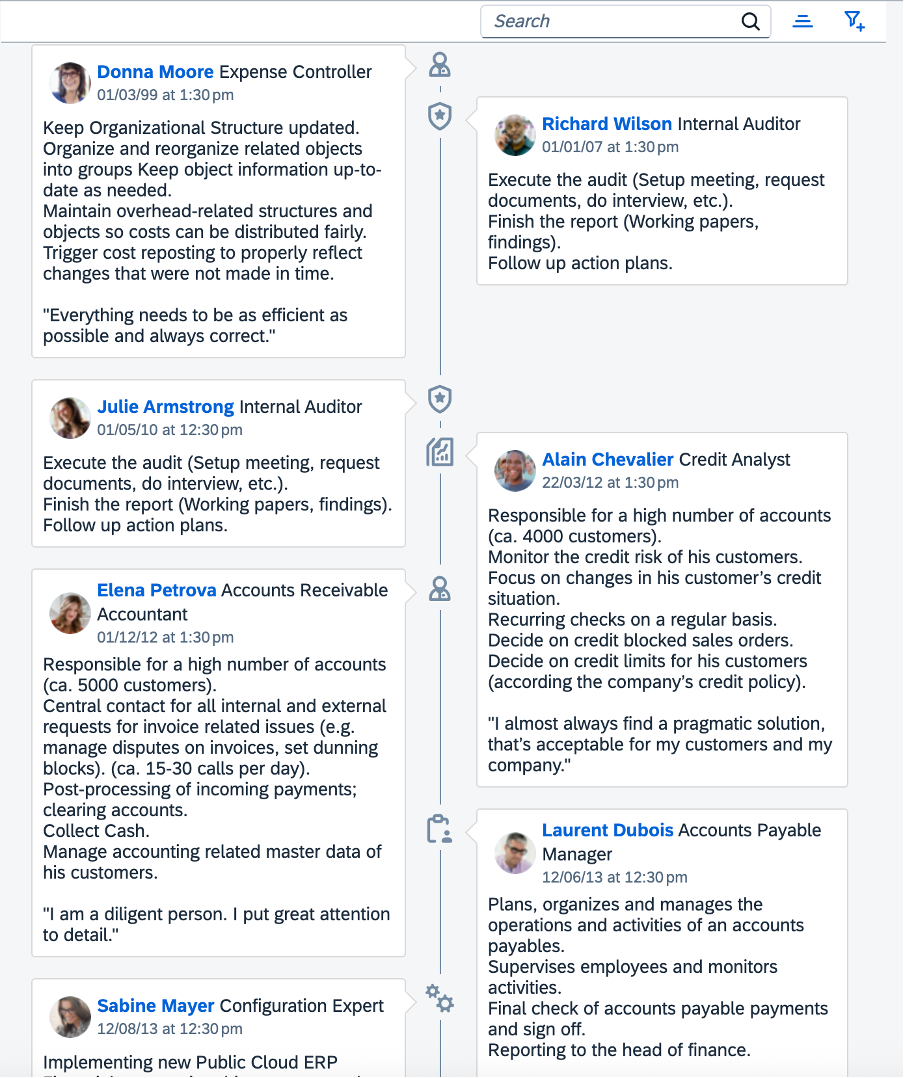 Search
Donna Moore Expense Controller
01/03/99 at 1:30 pm
Keep Organizational Structure updated.
Organize and reorganize related objects
into groups Keep object information up-to-
date as needed.
Maintain overhead-related structures and
objects so costs can be distributed fairly.
Trigger cost reposting to properly reflect
changes that were not made in time.
"Everything needs to be as efficient as
possible and always correct."
Richard Wilson Internal Auditor
01/01/07 at 1:30 pm
Execute the audit (Setup meeting, request
documents, do interview, etc.).
Finish the report (Working papers,
findings).
Follow up action plans.
Julie Armstrong Internal Auditor
01/05/10 at 12:30 pm
Execute the audit (Setup meeting, request
documents, do interview, etc.).
Finish the report (Working papers, findings).
Follow up action plans.
Alain Chevalier Credit Analyst
22/03/12 at 1:30 pm
Responsible for a high number of accounts
(ca. 4000 customers).
Monitor the credit risk of his customers.
Focus on changes in his customer’s credit
situation.
Recurring checks on a regular basis.
Decide on credit blocked sales orders.
Decide on credit limits for his customers
(according the company’s credit policy).
"I almost always find a pragmatic solution,
that’s acceptable for my customers and my
company."
Elena Petrova Accounts Receivable
Accountant
01/12/12 at 1:30 pm
Responsible for a high number of accounts
(ca. 5000 customers).
Central contact for all internal and external
requests for invoice related issues (e.g.
manage disputes on invoices, set dunning
blocks). (ca. 15-30 calls per day).
Post-processing of incoming payments;
clearing accounts.
Collect Cash.
Manage accounting related master data of
his customers.
"I am a diligent person. I put great attention
to detail."
Laurent Dubois Accounts Payable
Manager
12/06/13 at 12:30 pm
Plans, organizes and manages the
operations and activities of an accounts
payables.
Supervises employees and monitors
activities.
Final check of accounts payable payments
and sign off.
Reporting to the head of finance.
Sabine Mayer Configuration Expert
12/08/13 at 12:30 pm
Implementing new Public Cloud ERP